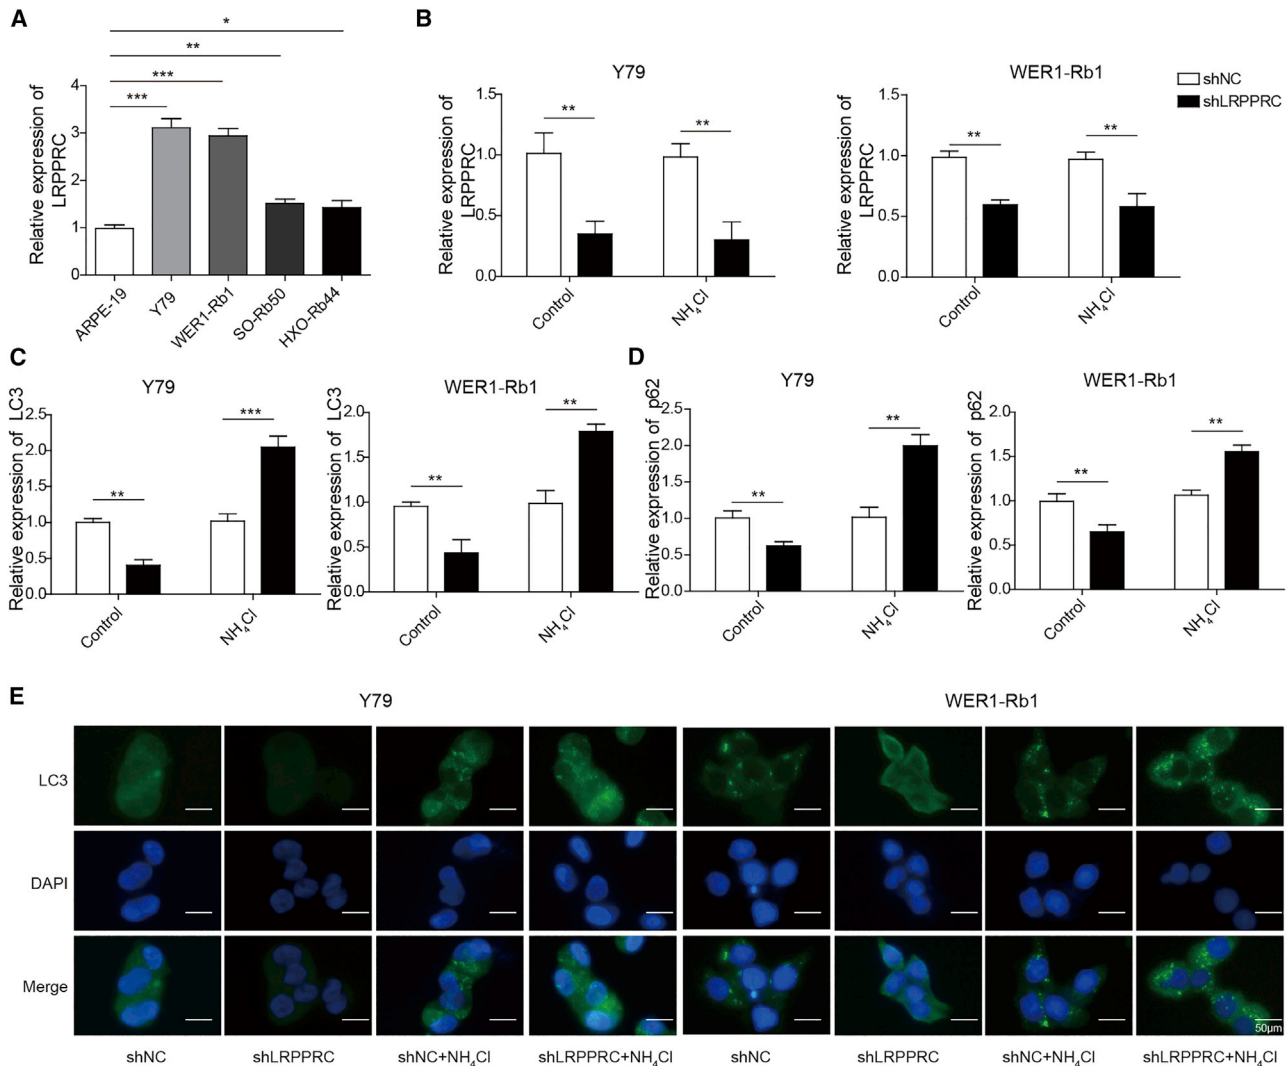 A
*
**
***
***
Relative expression of
LRPPRC
4
3
2
1
0
ARPE-19
Y79
WER1-Rb1
SO-Rb50
HXO-Rb44
B
Y79
Relative expression of
LRPPRC
1.5
1.0
0.5
0.0
**
**
Control
NH₄Cl
WER1-Rb1
Relative expression of
LRPPRC
1.5
1.0
0.5
0.0
**
**
Control
NH₄Cl
shNC
shLRPPRC
C
Y79
Relative expression of LC3
2.5
2.0
1.5
1.0
0.5
0.0
**
***
Control
NH₄Cl
WER1-Rb1
Relative expression of LC3
2.0
1.5
1.0
0.5
0.0
**
**
Control
NH₄Cl
D
Y79
Relative expression of p62
2.5
2.0
1.5
1.0
0.5
0.0
**
**
Control
NH₄Cl
WER1-Rb1
Relative expression of p62
2.0
1.5
1.0
0.5
0.0
**
**
Control
NH₄Cl
E
Y79
WER1-Rb1
LC3
DAPI
Merge
50μm
shNC
shLRPPRC
shNC+NH₄Cl
shLRPPRC+NH₄Cl
shNC
shLRPPRC
shNC+NH₄Cl
shLRPPRC+NH₄Cl